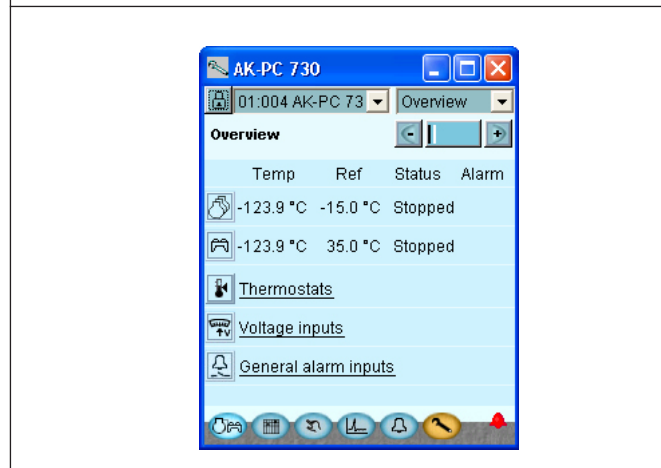 AK-PC 730
01:004 AK-PC 73 Overview
Overview
Temp Ref Status Alarm
-123.9 °C -15.0 °C Stopped
-123.9 °C 35.0 °C Stopped
Thermostats
Voltage inputs
General alarm inputs